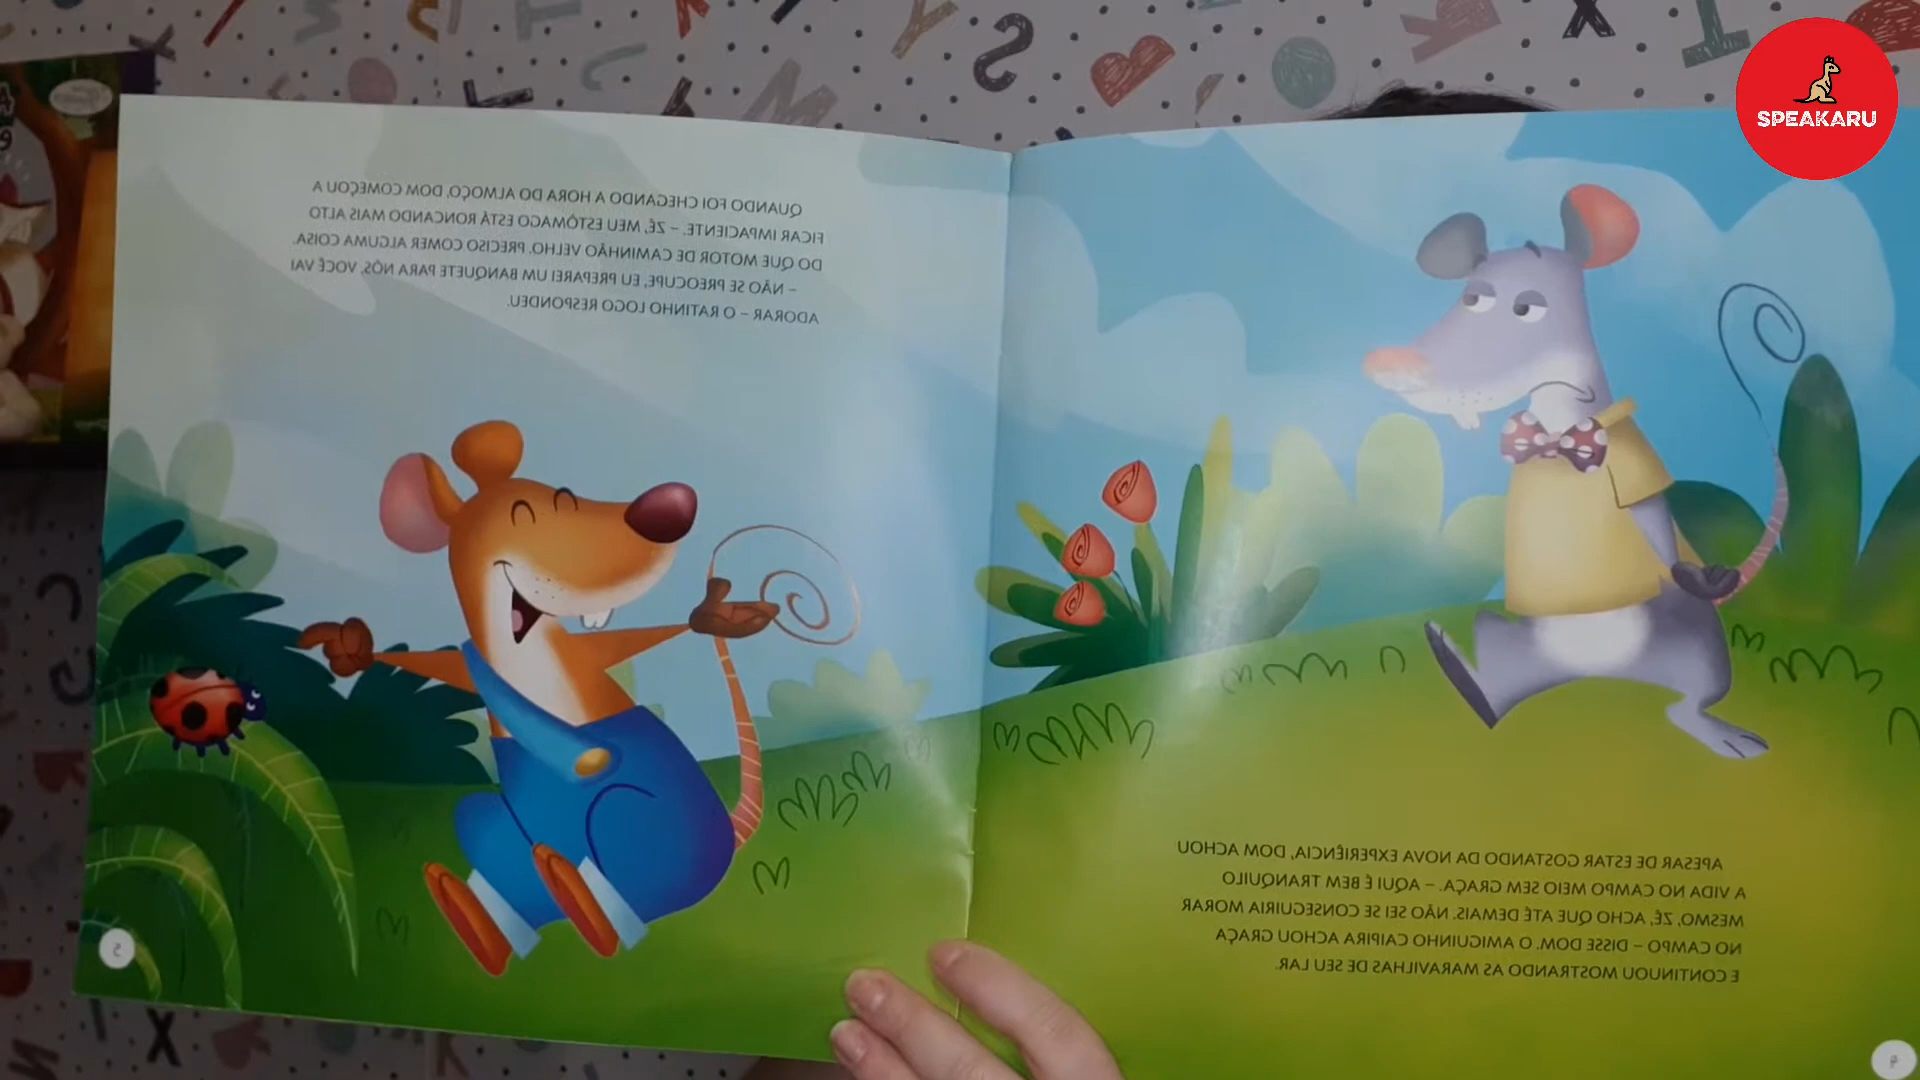 SPEAKARU
APESAR DE ESTAR GOSTANDO DA NOVA EXPERIÊNCIA, DOM ACHOU
A VIDA NO CAMPO MEIO SEM GRAÇA. – AQUI É BEM TRANQUILO
MESMO, ZÉ, ACHO QUE ATÉ DEMAIS. NÃO SEI SE CONSEGUIRIA MORAR
NO CAMPO – DISSE DOM. O AMIGUINHO CAIPIRA ACHOU GRAÇA
E CONTINUOU MOSTRANDO AS MARAVILHAS DE SEU LAR.
4
QUANDO FOI CHEGANDO A HORA DO ALMOÇO, DOM COMEÇOU A
FICAR IMPACIENTE. – ZÉ, MEU ESTÔMAGO ESTÁ RONCANDO MAIS ALTO
DO QUE MOTOR DE CAMINHÃO VELHO. PRECISO COMER ALGUMA COISA.
– NÃO SE PREOCUPE, EU PREPAREI UM BANQUETE PARA NÓS, VOCÊ VAI
ADORAR – O RATINHO LOGO RESPONDEU.
5